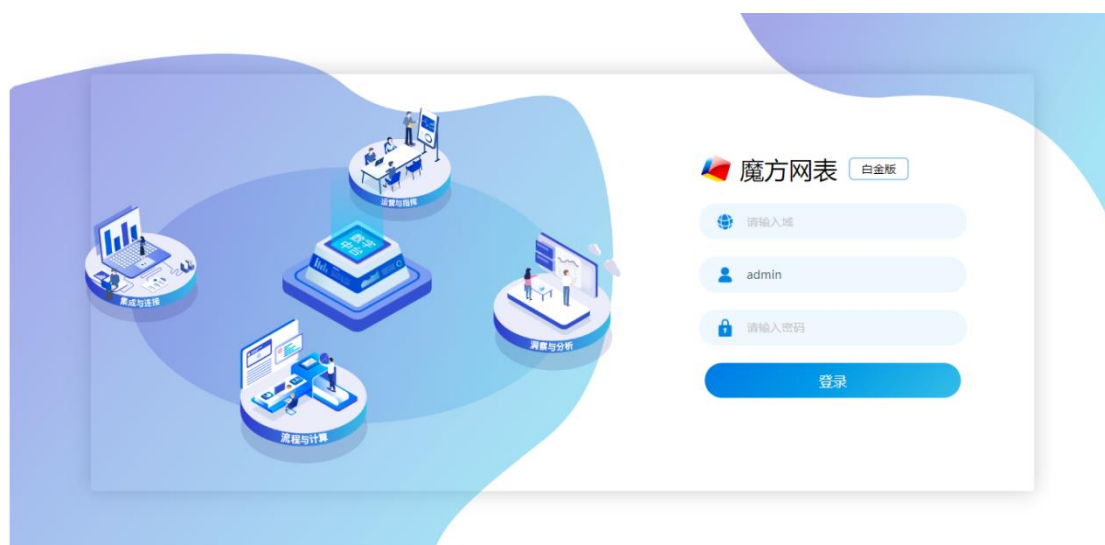 运营与指挥
数字
中台
集成与连接
洞察与分析
流程与计算
魔方网表 白金版
请输入域
admin
请输入密码
登录